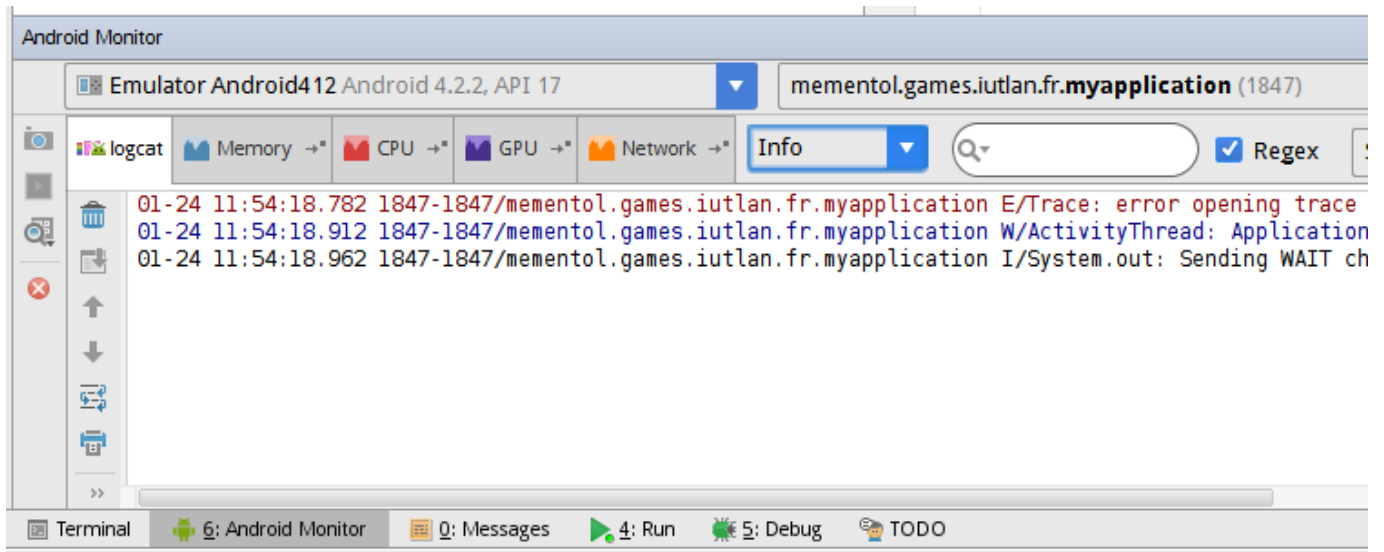 Android Monitor
Emulator Android412 Android 4.2.2, API 17 mementol.games.iutlan.fr.myapplication (1847)
logcat Memory CPU GPU Network Info Regex
01-24 11:54:18.782 1847-1847/mementol.games.iutlan.fr.myapplication E/Trace: error opening trace
01-24 11:54:18.912 1847-1847/mementol.games.iutlan.fr.myapplication W/ActivityThread: Application
01-24 11:54:18.962 1847-1847/mementol.games.iutlan.fr.myapplication I/System.out: Sending WAIT ch
Terminal 6: Android Monitor 0: Messages 4: Run 5: Debug TODO